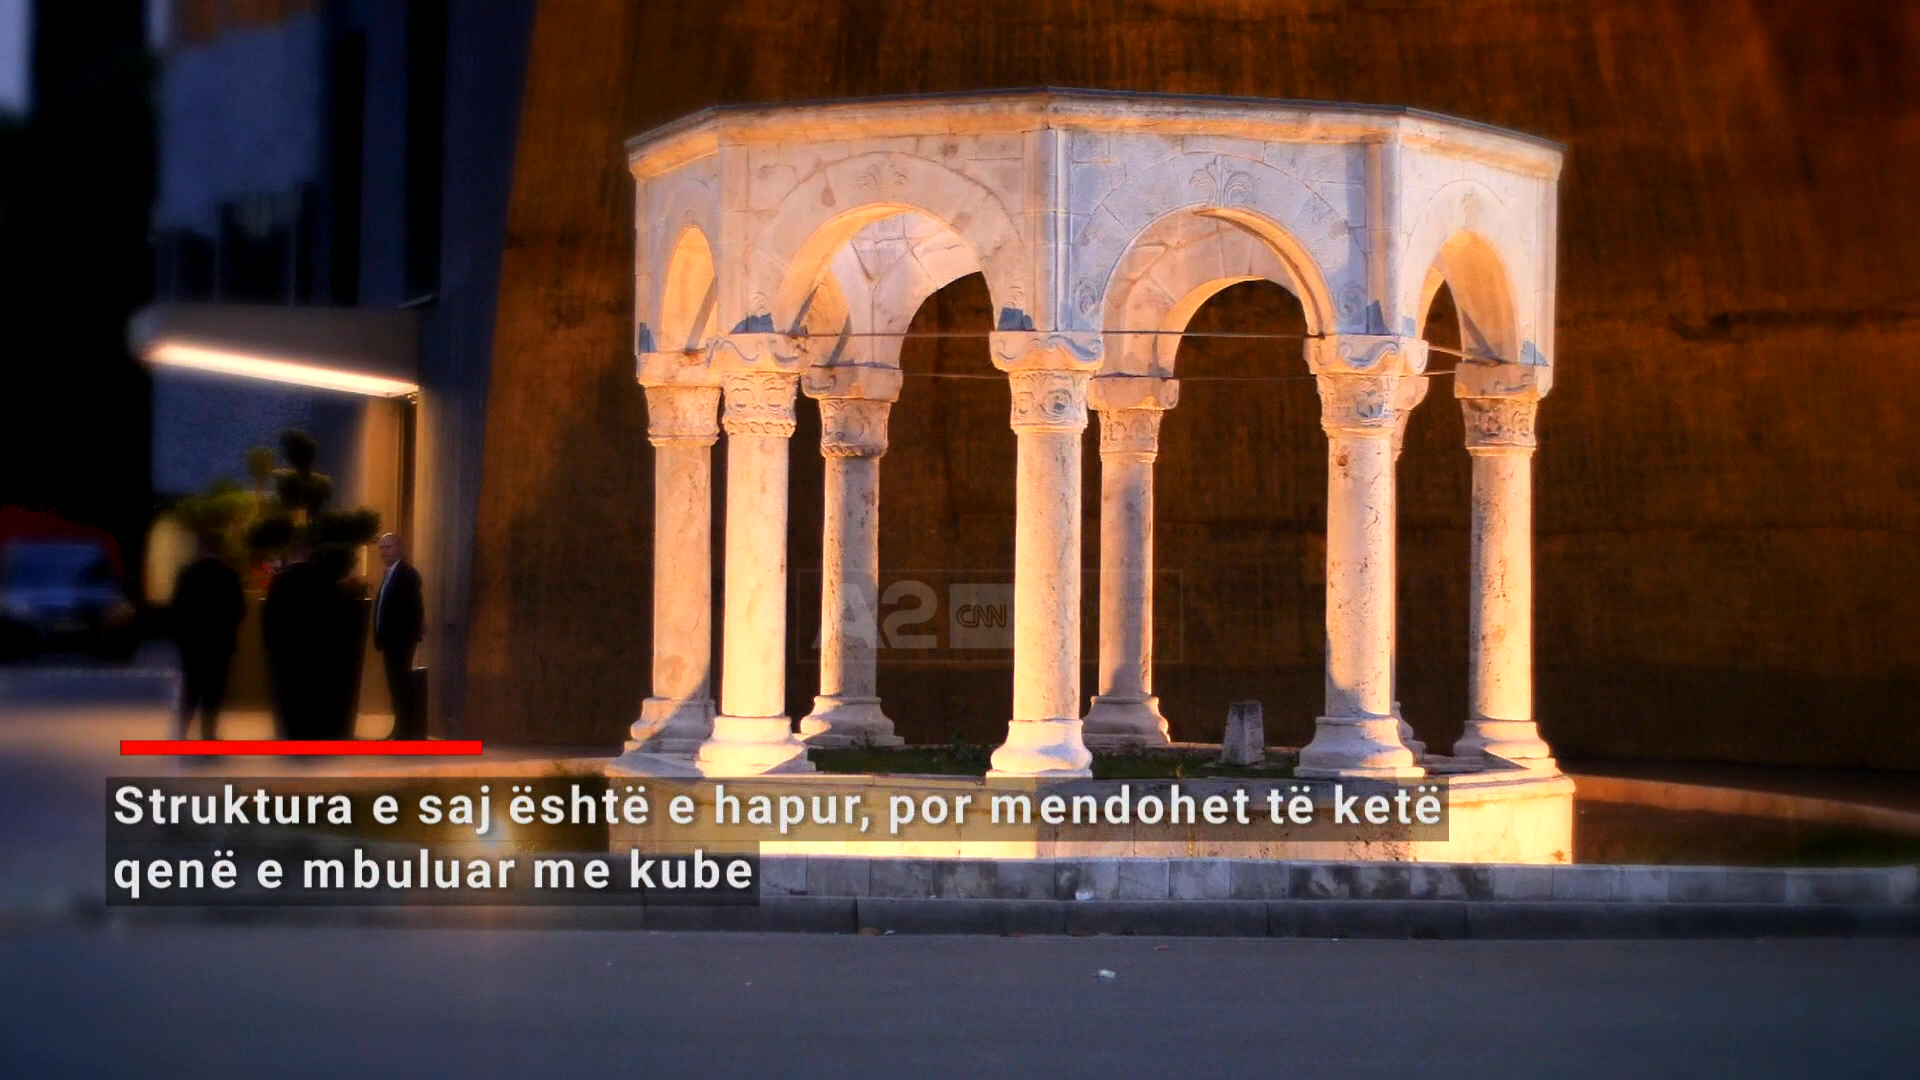 A2 CNN
Struktura e saj është e hapur, por mendohet të ketë
qenë e mbuluar me kube